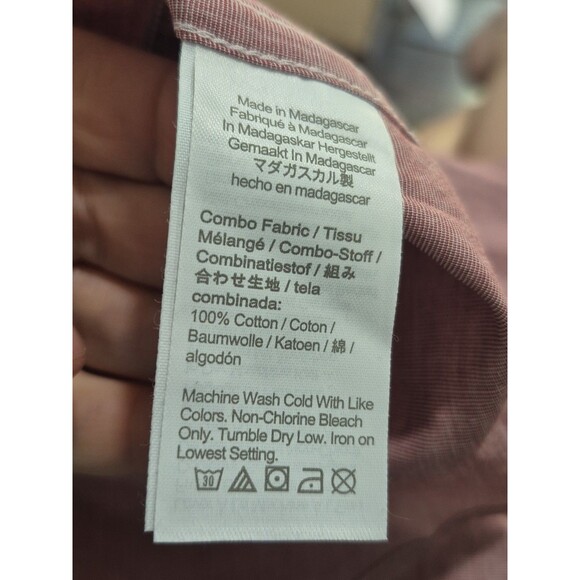 Made in Madagascar
Fabriqué à Madagascar
In Madagaskar Hergestellt
Gemaakt In Madagascar
マダガスカル製
hecho en madagascar
Combo Fabric / Tissu
Mélangé / Combo-Stoff /
Combinatiestof / 組み
合わせ生地 / tela
combinada:
100% Cotton / Coton /
Baumwolle / Katoen / 綿 /
algodón
Machine Wash Cold With Like
Colors. Non-Chlorine Bleach
Only. Tumble Dry Low. Iron on
Lowest Setting.
30